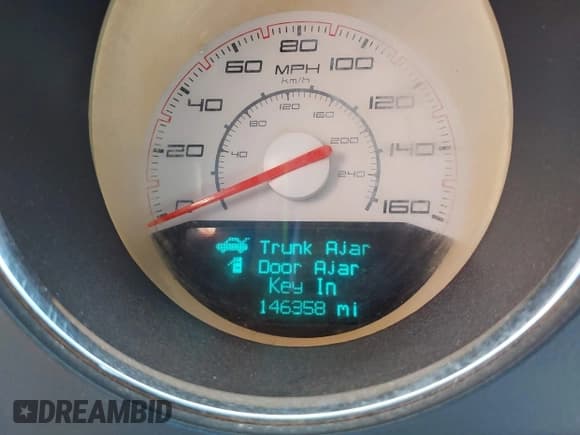 80
60 100
MPH
km/h
40 120
120
80 160
20 140
40 200
240
0 160
Trunk Ajar
Door Ajar
Key In
146358 mi
DREAMBID